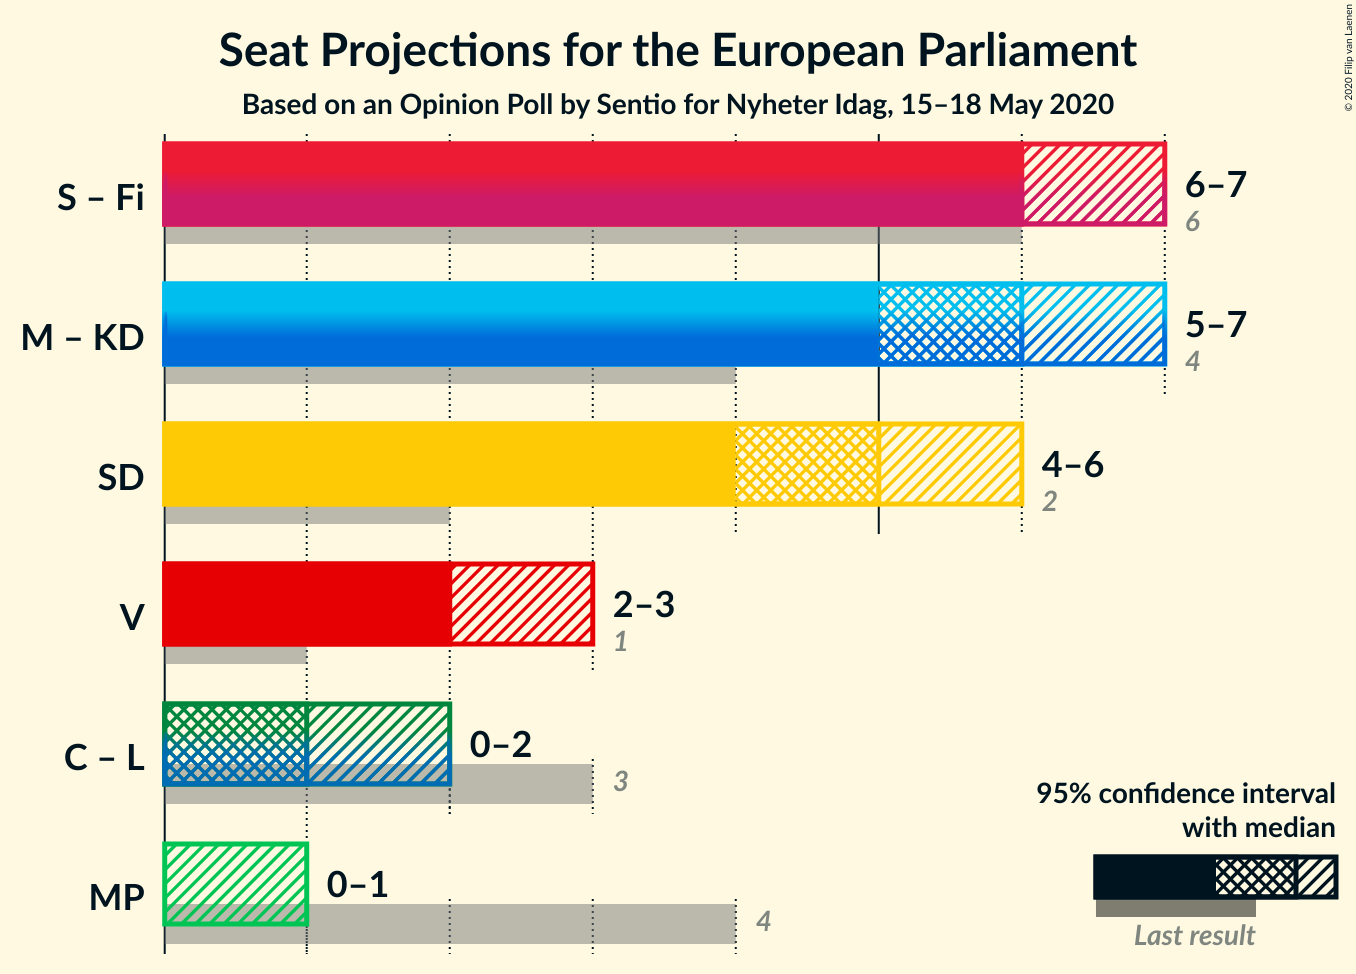 Seat Projections for the European Parliament
Based on an Opinion Poll by Sentio for Nyheter Idag, 15–18 May 2020
© 2020 Filip van Laenen
S – Fi
6–7
6
M – KD
5–7
4
SD
4–6
2
V
2–3
1
C – L
0–2
3
MP
0–1
4
95% confidence interval
with median
Last result